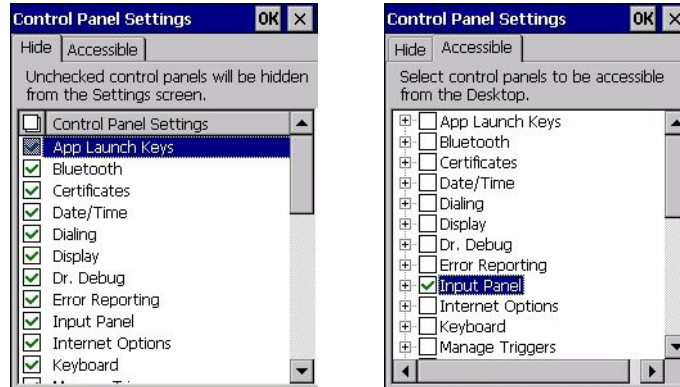 Control Panel Settings OK
Hide Accessible
Unchecked control panels will be hidden
from the Settings screen.
Control Panel Settings
App Launch Keys
Bluetooth
Certificates
Date/Time
Dialing
Display
Dr. Debug
Error Reporting
Input Panel
Internet Options
Keyboard
Control Panel Settings OK
Hide Accessible
Select control panels to be accessible
from the Desktop.
App Launch Keys
Bluetooth
Certificates
Date/Time
Dialing
Display
Dr. Debug
Error Reporting
Input Panel
Internet Options
Keyboard
Manage Triggers